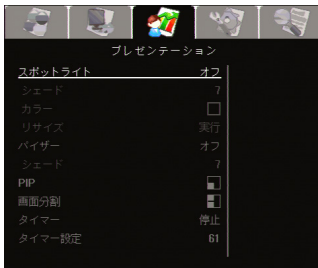 プレゼンテーション
スポットライト オフ
シェード 7
カラー
リサイズ 実行
バイザー オフ
シェード 7
PIP
画面分割
タイマー 停止
タイマー設定 61